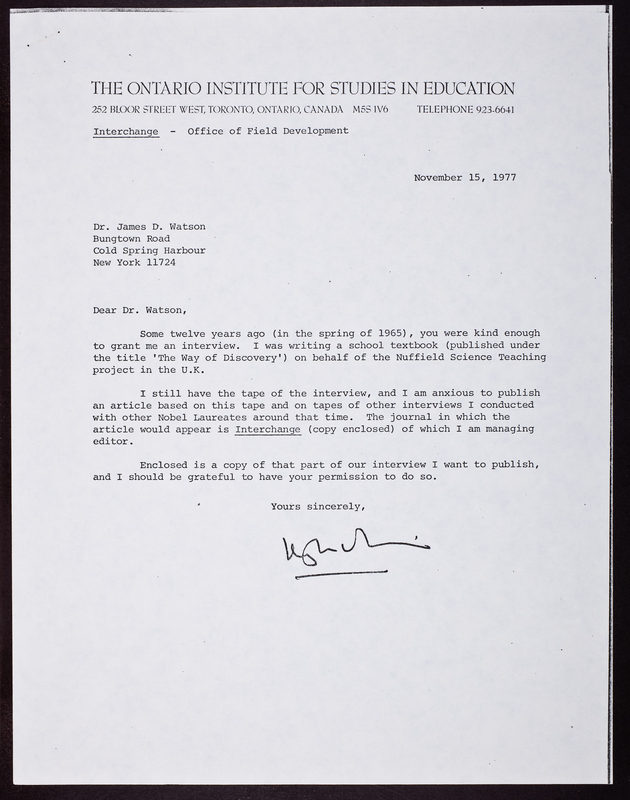 THE ONTARIO INSTITUTE FOR STUDIES IN EDUCATION
252 BLOOR STREET WEST, TORONTO, ONTARIO, CANADA M5S 1V6 TELEPHONE 923-6641
Interchange - Office of Field Development
November 15, 1977
Dr. James D. Watson
Bungtown Road
Cold Spring Harbour
New York 11724
Dear Dr. Watson,
Some twelve years ago (in the spring of 1965), you were kind enough
to grant me an interview. I was writing a school textbook (published under
the title 'The Way of Discovery') on behalf of the Nuffield Science Teaching
project in the U.K.
I still have the tape of the interview, and I am anxious to publish
an article based on this tape and on tapes of other interviews I conducted
with other Nobel Laureates around that time. The journal in which the
article would appear is Interchange (copy enclosed) of which I am managing
editor.
Enclosed is a copy of that part of our interview I want to publish,
and I should be grateful to have your permission to do so.
Yours sincerely,